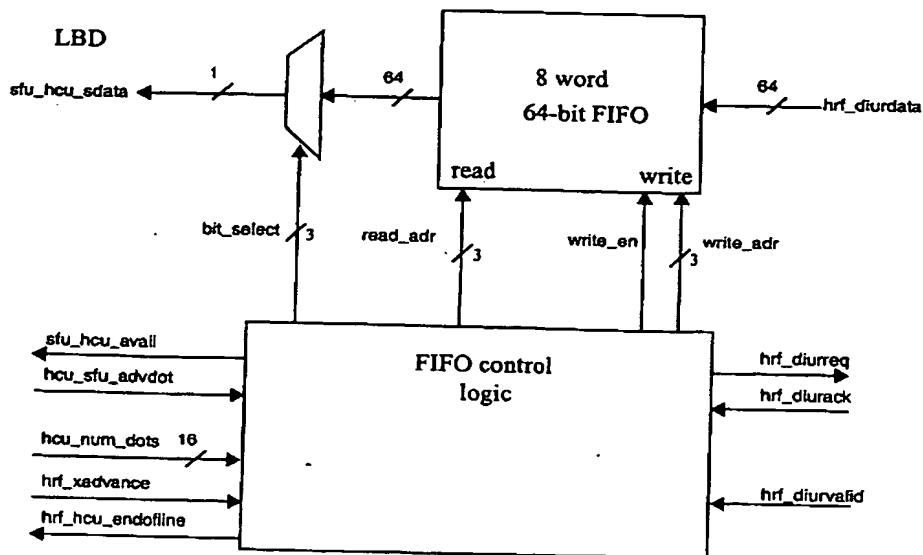 LBD
1
64
8 word
64-bit FIFO
64
sfu_hcu_sdata
hrf_diurdata
read
write
bit_select
3
read_adr
3
write_en
write_adr
3
sfu_hcu_avail
FIFO control
logic
hrf_diurreq
hcu_sfu_advdot
hrf_diurack
hcu_num_dots
16
hrf_xadvance
hrf_diurvalid
hrf_hcu_endofline